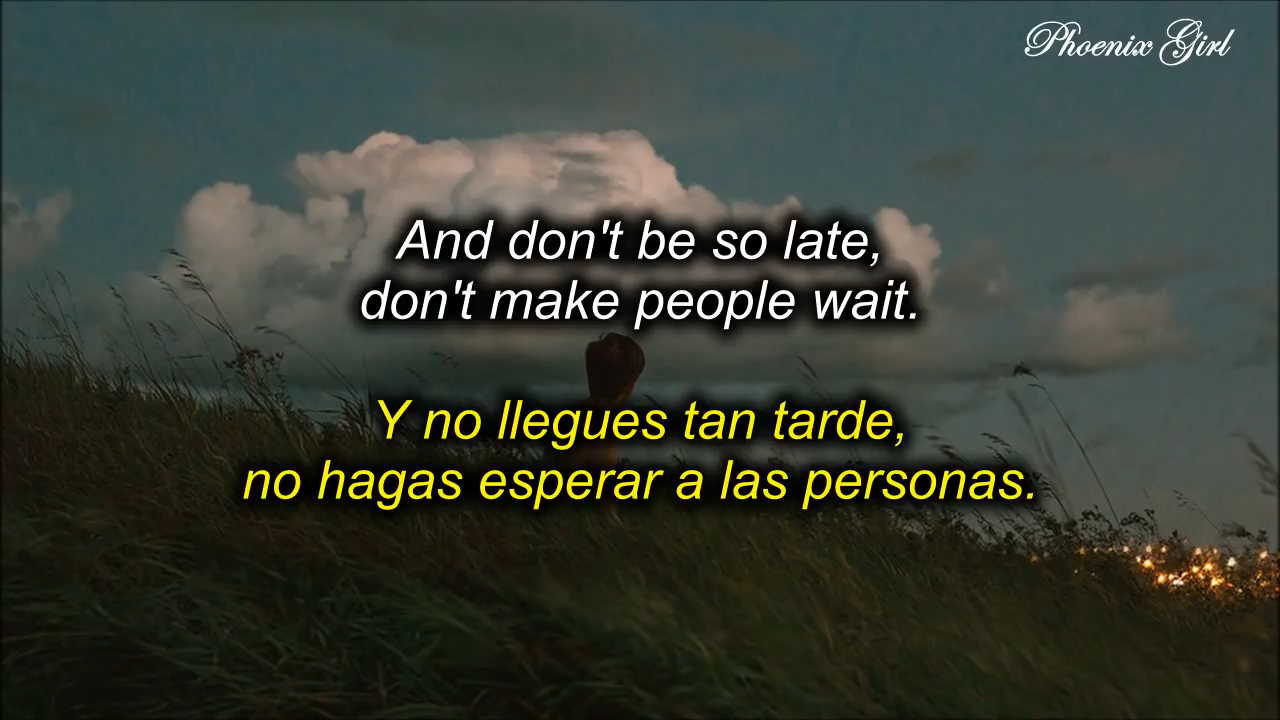 Phoenix Girl
And don't be so late,
don't make people wait.
Y no llegues tan tarde,
no hagas esperar a las personas.